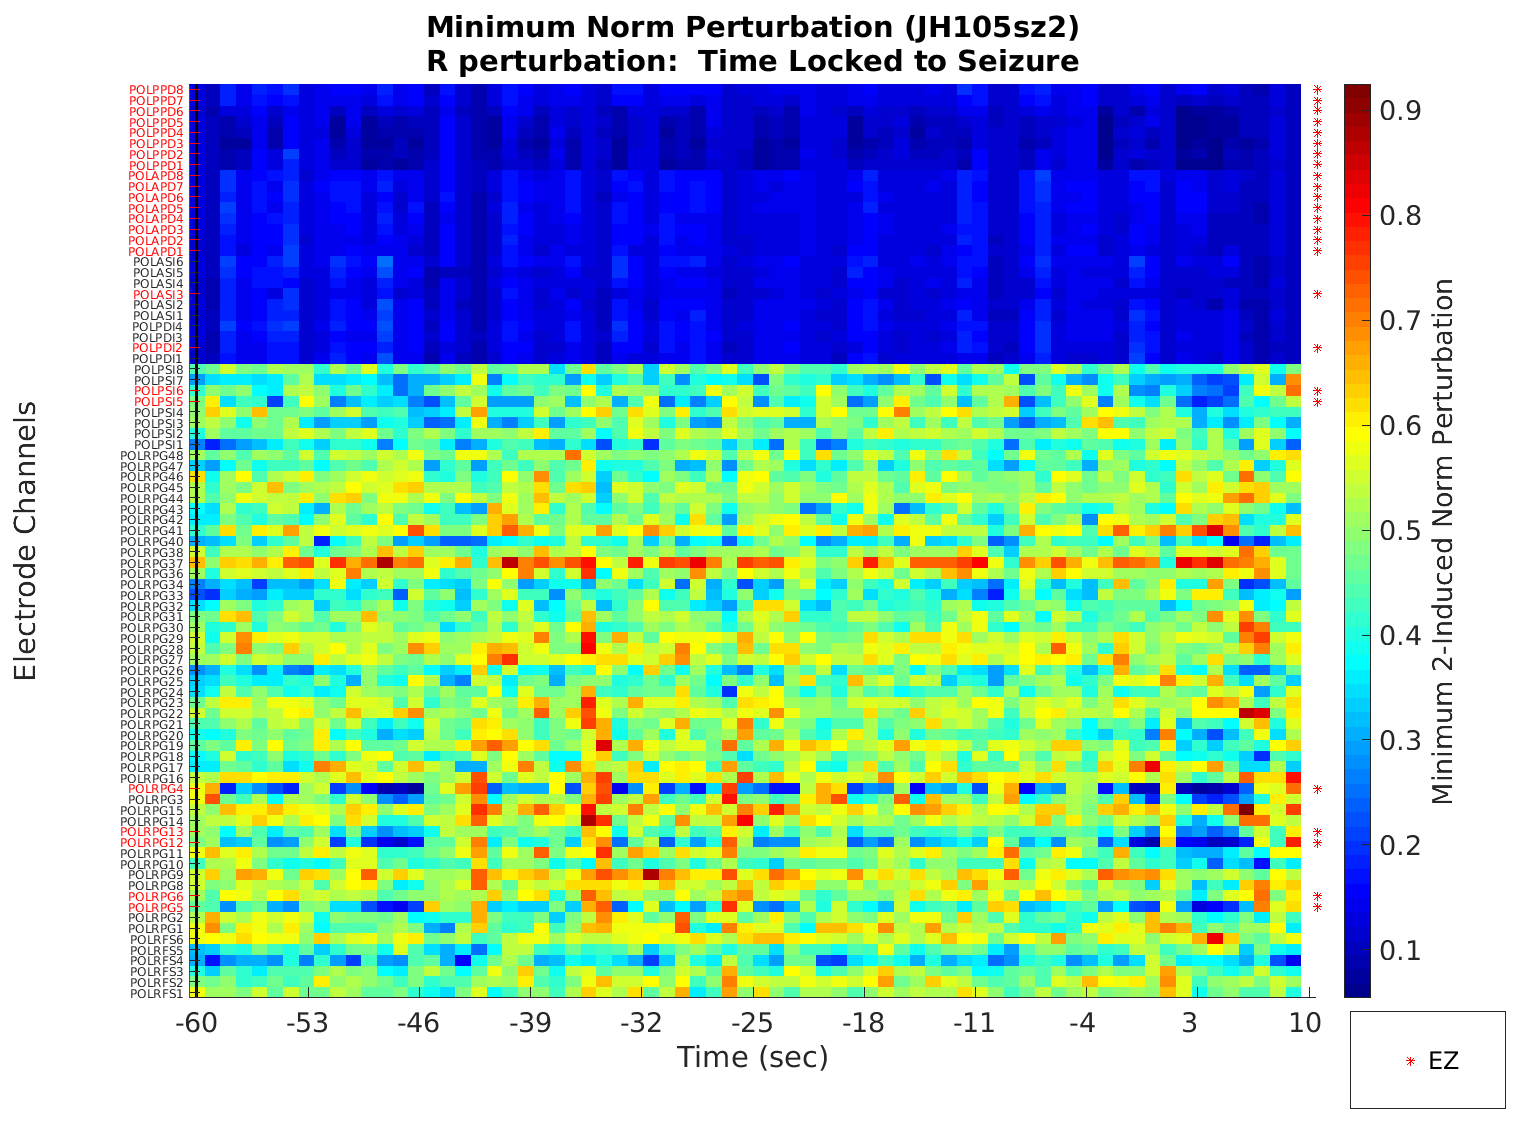 Minimum Norm Perturbation (JH105sz2)
R perturbation:  Time Locked to Seizure
Electrode Channels
POLPPD8
POLPPD7
POLPPD6
POLPPD5
POLPPD4
POLPPD3
POLPPD2
POLPPD1
POLAPD8
POLAPD7
POLAPD6
POLAPD5
POLAPD4
POLAPD3
POLAPD2
POLAPD1
POLASI6
POLASI5
POLASI4
POLASI3
POLASI2
POLASI1
POLPDI4
POLPDI3
POLPDI2
POLPDI1
POLPSI8
POLPSI7
POLPSI6
POLPSI5
POLPSI4
POLPSI3
POLPSI2
POLPSI1
POLRPG48
POLRPG47
POLRPG46
POLRPG45
POLRPG44
POLRPG43
POLRPG42
POLRPG41
POLRPG40
POLRPG38
POLRPG37
POLRPG36
POLRPG34
POLRPG33
POLRPG32
POLRPG31
POLRPG30
POLRPG29
POLRPG28
POLRPG27
POLRPG26
POLRPG25
POLRPG24
POLRPG23
POLRPG22
POLRPG21
POLRPG20
POLRPG19
POLRPG18
POLRPG17
POLRPG16
POLRPG4
POLRPG3
POLRPG15
POLRPG14
POLRPG13
POLRPG12
POLRPG11
POLRPG10
POLRPG9
POLRPG8
POLRPG6
POLRPG5
POLRPG2
POLRPG1
POLRFS6
POLRFS5
POLRFS4
POLRFS3
POLRFS2
POLRFS1
-60 -53 -46 -39 -32 -25 -18 -11 -4 3 10
Time (sec)
0.9
0.8
0.7
0.6
0.5
0.4
0.3
0.2
0.1
Minimum 2-Induced Norm Perturbation
EZ